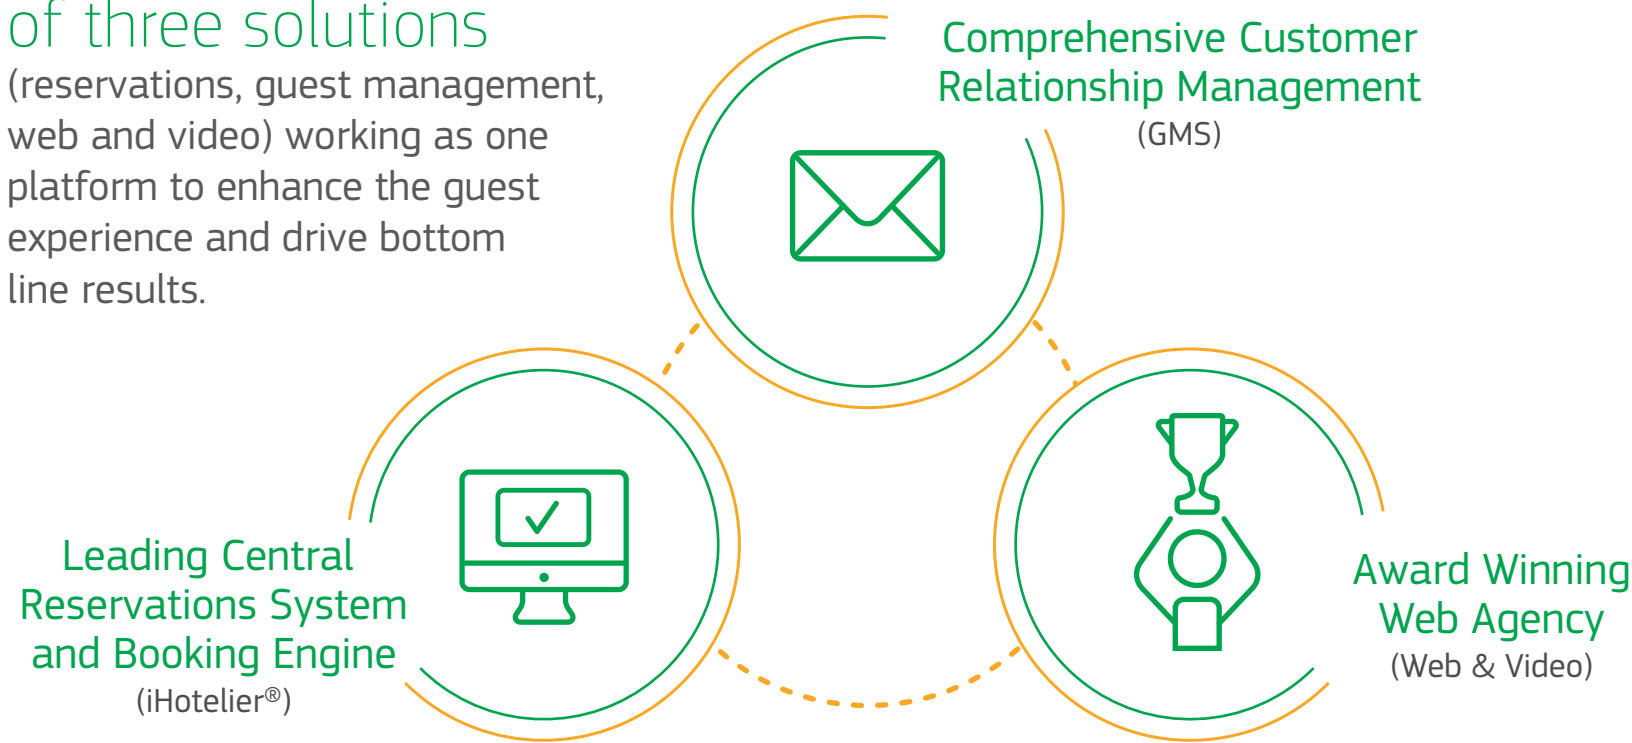 of three solutions
(reservations, guest management,
web and video) working as one
platform to enhance the guest
experience and drive bottom
line results.
Comprehensive Customer
Relationship Management
(GMS)
Leading Central
Reservations System
and Booking Engine
(iHotelier®)
Award Winning
Web Agency
(Web & Video)